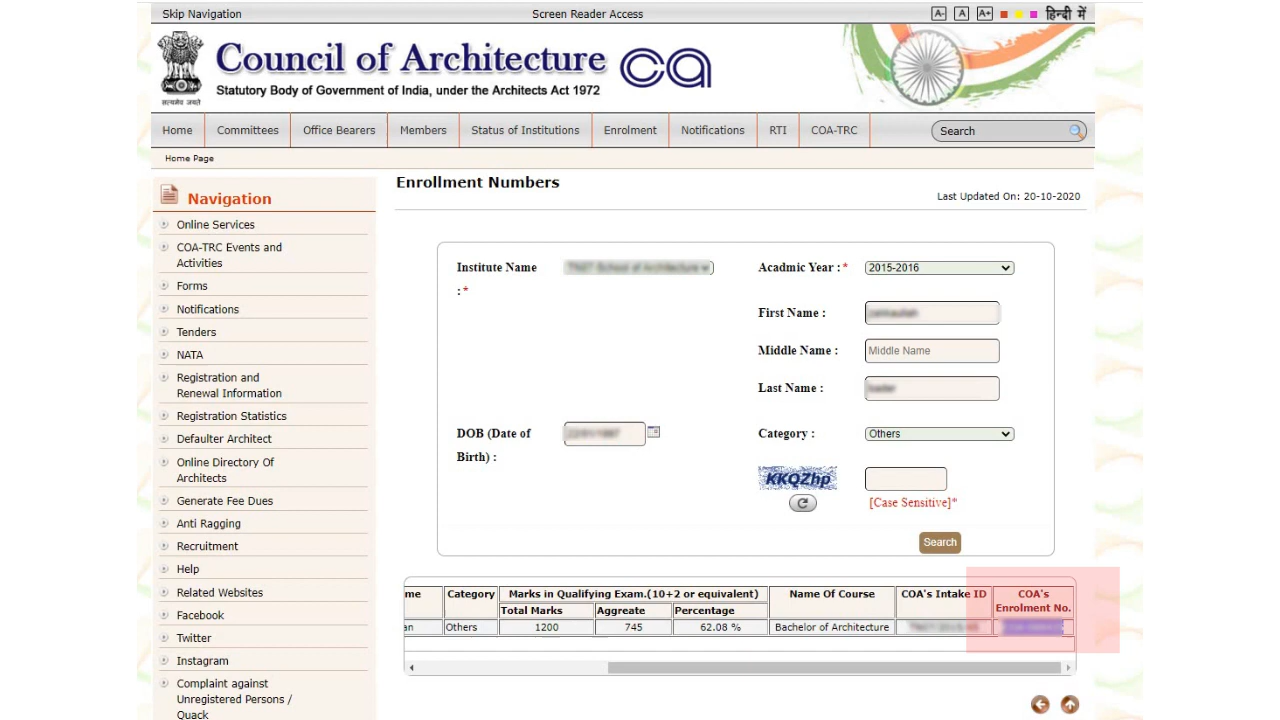 Skip Navigation
Screen Reader Access
A- A A+ हिन्दी में
सत्यमेव जयते
Council of Architecture
Statutory Body of Government of India, under the Architects Act 1972
Home Committees Office Bearers Members Status of Institutions Enrolment Notifications RTI COA-TRC Search
Home Page
Navigation
Online Services
COA-TRC Events and
Activities
Forms
Notifications
Tenders
NATA
Registration and
Renewal Information
Registration Statistics
Defaulter Architect
Online Directory Of
Architects
Generate Fee Dues
Anti Ragging
Recruitment
Help
Related Websites
Facebook
Twitter
Instagram
Complaint against
Unregistered Persons /
Quack
Enrollment Numbers
Last Updated On: 20-10-2020
Institute Name
:*
Acadmic Year :* 2015-2016
First Name :
Middle Name : Middle Name
Last Name :
DOB (Date of
Birth) :
Category : Others
KKQZhp
[Case Sensitive]*
Search
me Category Marks in Qualifying Exam.(10+2 or equivalent) Name Of Course COA's Intake ID COA's
Enrolment No.
Total Marks Aggreate Percentage
an Others 1200 745 62.08 % Bachelor of Architecture